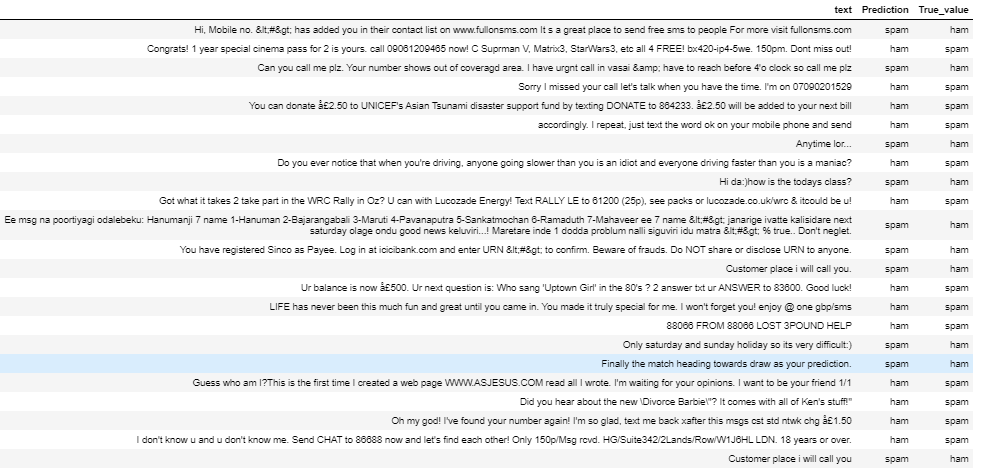 text Prediction True_value
Hi, Mobile no. &lt;#&gt; has added you in their contact list on www.fullonsms.com It s a great place to send free sms to people For more visit fullonsms.com spam ham
Congrats! 1 year special cinema pass for 2 is yours. call 09061209465 now! C Suprman V, Matrix3, StarWars3, etc all 4 FREE! bx420-ip4-5we. 150pm. Dont miss out! ham spam
Can you call me plz. Your number shows out of coveragd area. I have urgnt call in vasai &amp; have to reach before 4'o clock so call me plz spam ham
Sorry I missed your call let's talk when you have the time. I'm on 07090201529 ham spam
You can donate å£2.50 to UNICEF's Asian Tsunami disaster support fund by texting DONATE to 864233. å£2.50 will be added to your next bill ham spam
accordingly. I repeat, just text the word ok on your mobile phone and send ham spam
Anytime lor... spam ham
Do you ever notice that when you're driving, anyone going slower than you is an idiot and everyone driving faster than you is a maniac? ham spam
Hi da:)how is the todays class? spam ham
Got what it takes 2 take part in the WRC Rally in Oz? U can with Lucozade Energy! Text RALLY LE to 61200 (25p), see packs or lucozade.co.uk/wrc & itcould be u! ham spam
Ee msg na poortiyagi odalebeku: Hanumanji 7 name 1-Hanuman 2-Bajarangabali 3-Maruti 4-Pavanaputra 5-Sankatmochan 6-Ramaduth 7-Mahaveer ee 7 name &lt;#&gt; janarige ivatte kalisidare next
saturday olage ondu good news keluviri...! Maretare inde 1 dodda problum nalli siguviri idu matra &lt;#&gt; % true.. Don't neglet. spam ham
You have registered Sinco as Payee. Log in at icicibank.com and enter URN &lt;#&gt; to confirm. Beware of frauds. Do NOT share or disclose URN to anyone. spam ham
Customer place i will call you. spam ham
Ur balance is now å£500. Ur next question is: Who sang 'Uptown Girl' in the 80's ? 2 answer txt ur ANSWER to 83600. Good luck! ham spam
LIFE has never been this much fun and great until you came in. You made it truly special for me. I won't forget you! enjoy @ one gbp/sms ham spam
88066 FROM 88066 LOST 3POUND HELP ham spam
Only saturday and sunday holiday so its very difficult:) spam ham
Finally the match heading towards draw as your prediction. spam ham
Guess who am I?This is the first time I created a web page WWW.ASJESUS.COM read all I wrote. I'm waiting for your opinions. I want to be your friend 1/1 ham spam
Did you hear about the new \Divorce Barbie\"? It comes with all of Ken's stuff!" ham spam
Oh my god! I've found your number again! I'm so glad, text me back xafter this msgs cst std ntwk chg å£1.50 ham spam
I don't know u and u don't know me. Send CHAT to 86688 now and let's find each other! Only 150p/Msg rcvd. HG/Suite342/2Lands/Row/W1J6HL LDN. 18 years or over. ham spam
Customer place i will call you spam ham